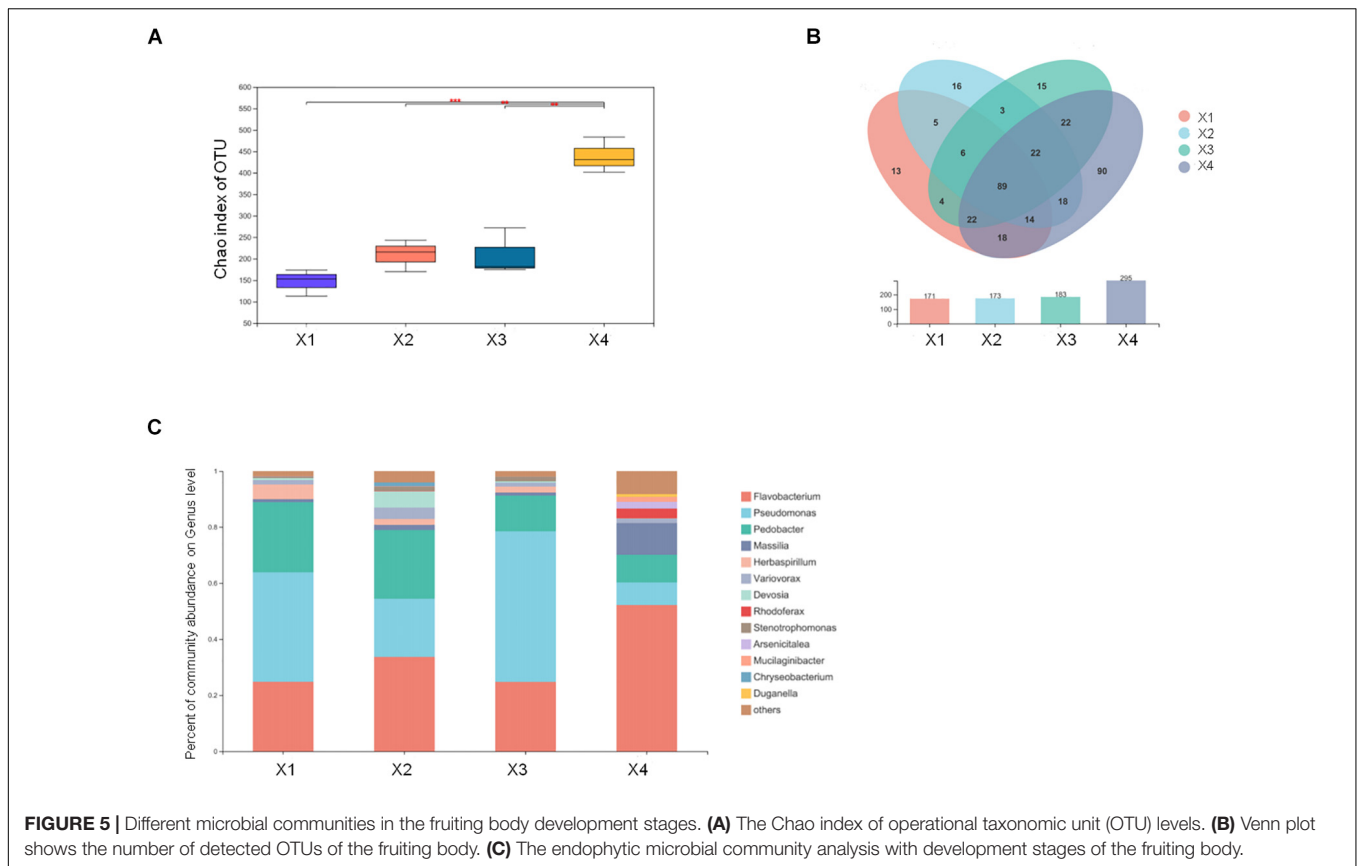 A
600
550
500
450
400
350
300
250
200
150
100
50
Chao index of OTU
***
**
**
X1
X2
X3
X4
B
16
15
5
3
22
13
6
22
90
89
4
18
22
14
18
X1
X2
X3
X4
200
100
0
171
173
183
295
X1
X2
X3
X4
C
Percent of community abundance on Genus level
1
0.8
0.6
0.4
0.2
0
X1
X2
X3
X4
Flavobacterium
Pseudomonas
Pedobacter
Massilia
Herbaspirillum
Variovorax
Devosia
Rhodoferax
Stenotrophomonas
Arsenicitalea
Mucilaginibacter
Chryseobacterium
Duganella
others
FIGURE 5 | Different microbial communities in the fruiting body development stages. (A) The Chao index of operational taxonomic unit (OTU) levels. (B) Venn plot
shows the number of detected OTUs of the fruiting body. (C) The endophytic microbial community analysis with development stages of the fruiting body.